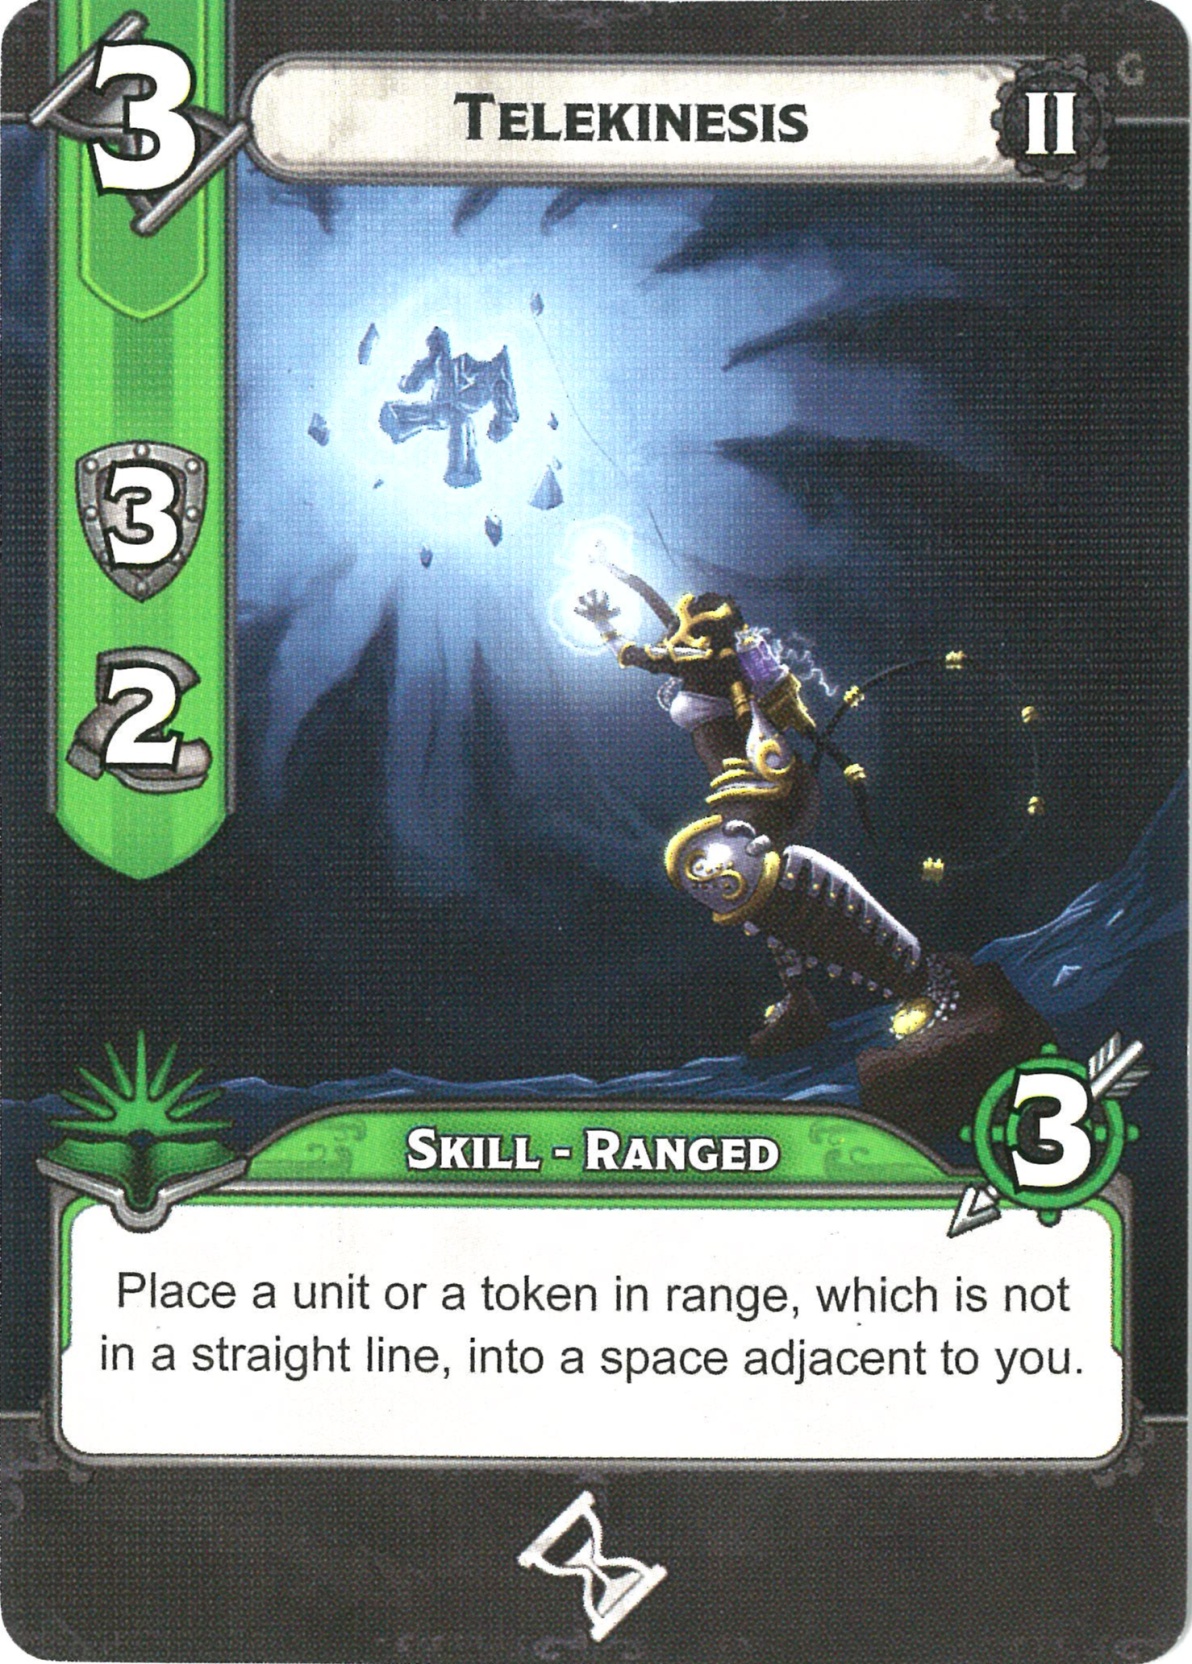 3
TELEKINESIS
II
G
3
2
SKILL - RANGED
3
Place a unit or a token in range, which is not
in a straight line, into a space adjacent to you.